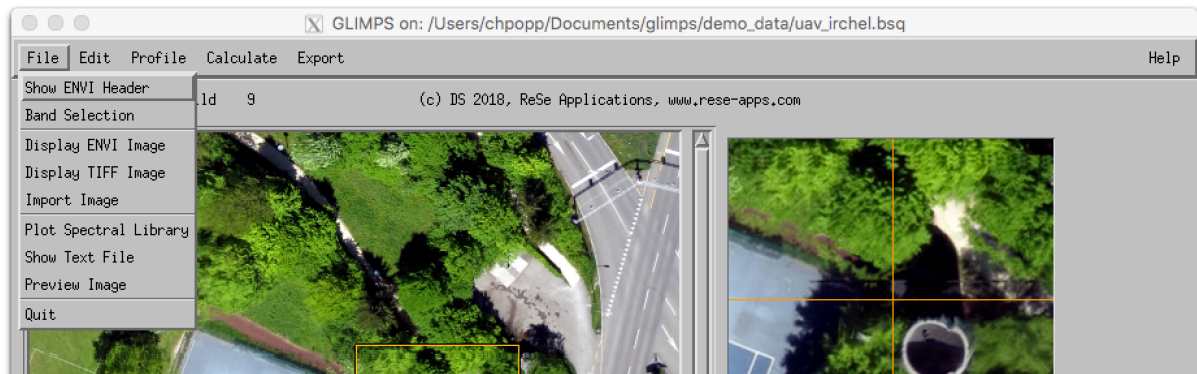 GLIMPS on: /Users/chpopp/Documents/glimps/demo_data/uav_irchel.bsq
File Edit Profile Calculate Export Help
Show ENVI Header
ld 9 (c) DS 2018, ReSe Applications, www.rese-apps.com
Band Selection
Display ENVI Image
Display TIFF Image
Import Image
Plot Spectral Library
Show Text File
Preview Image
Quit